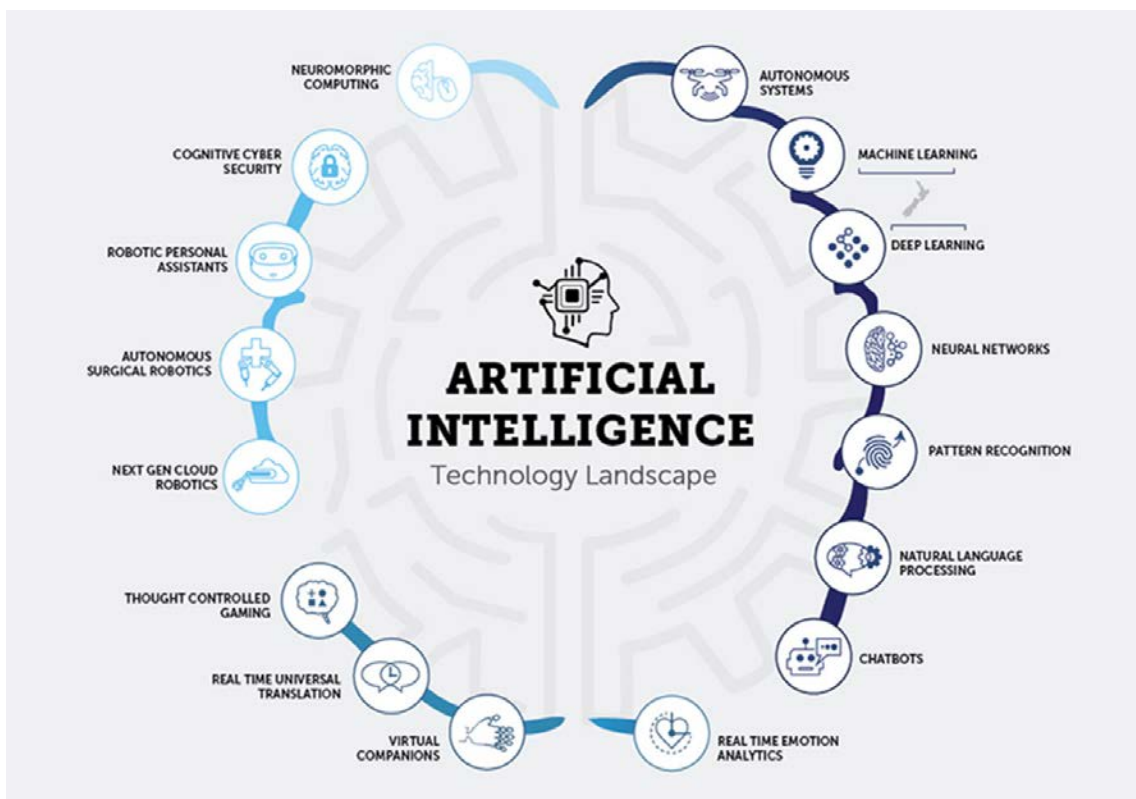 NEUROMORPHIC
COMPUTING
COGNITIVE CYBER
SECURITY
ROBOTIC PERSONAL
ASSISTANTS
AUTONOMOUS
SURGICAL ROBOTICS
NEXT GEN CLOUD
ROBOTICS
THOUGHT CONTROLLED
GAMING
REAL TIME UNIVERSAL
TRANSLATION
VIRTUAL
COMPANIONS
ARTIFICIAL
INTELLIGENCE
Technology Landscape
AUTONOMOUS
SYSTEMS
MACHINE LEARNING
DEEP LEARNING
NEURAL NETWORKS
PATTERN RECOGNITION
NATURAL LANGUAGE
PROCESSING
CHATBOTS
REAL TIME EMOTION
ANALYTICS